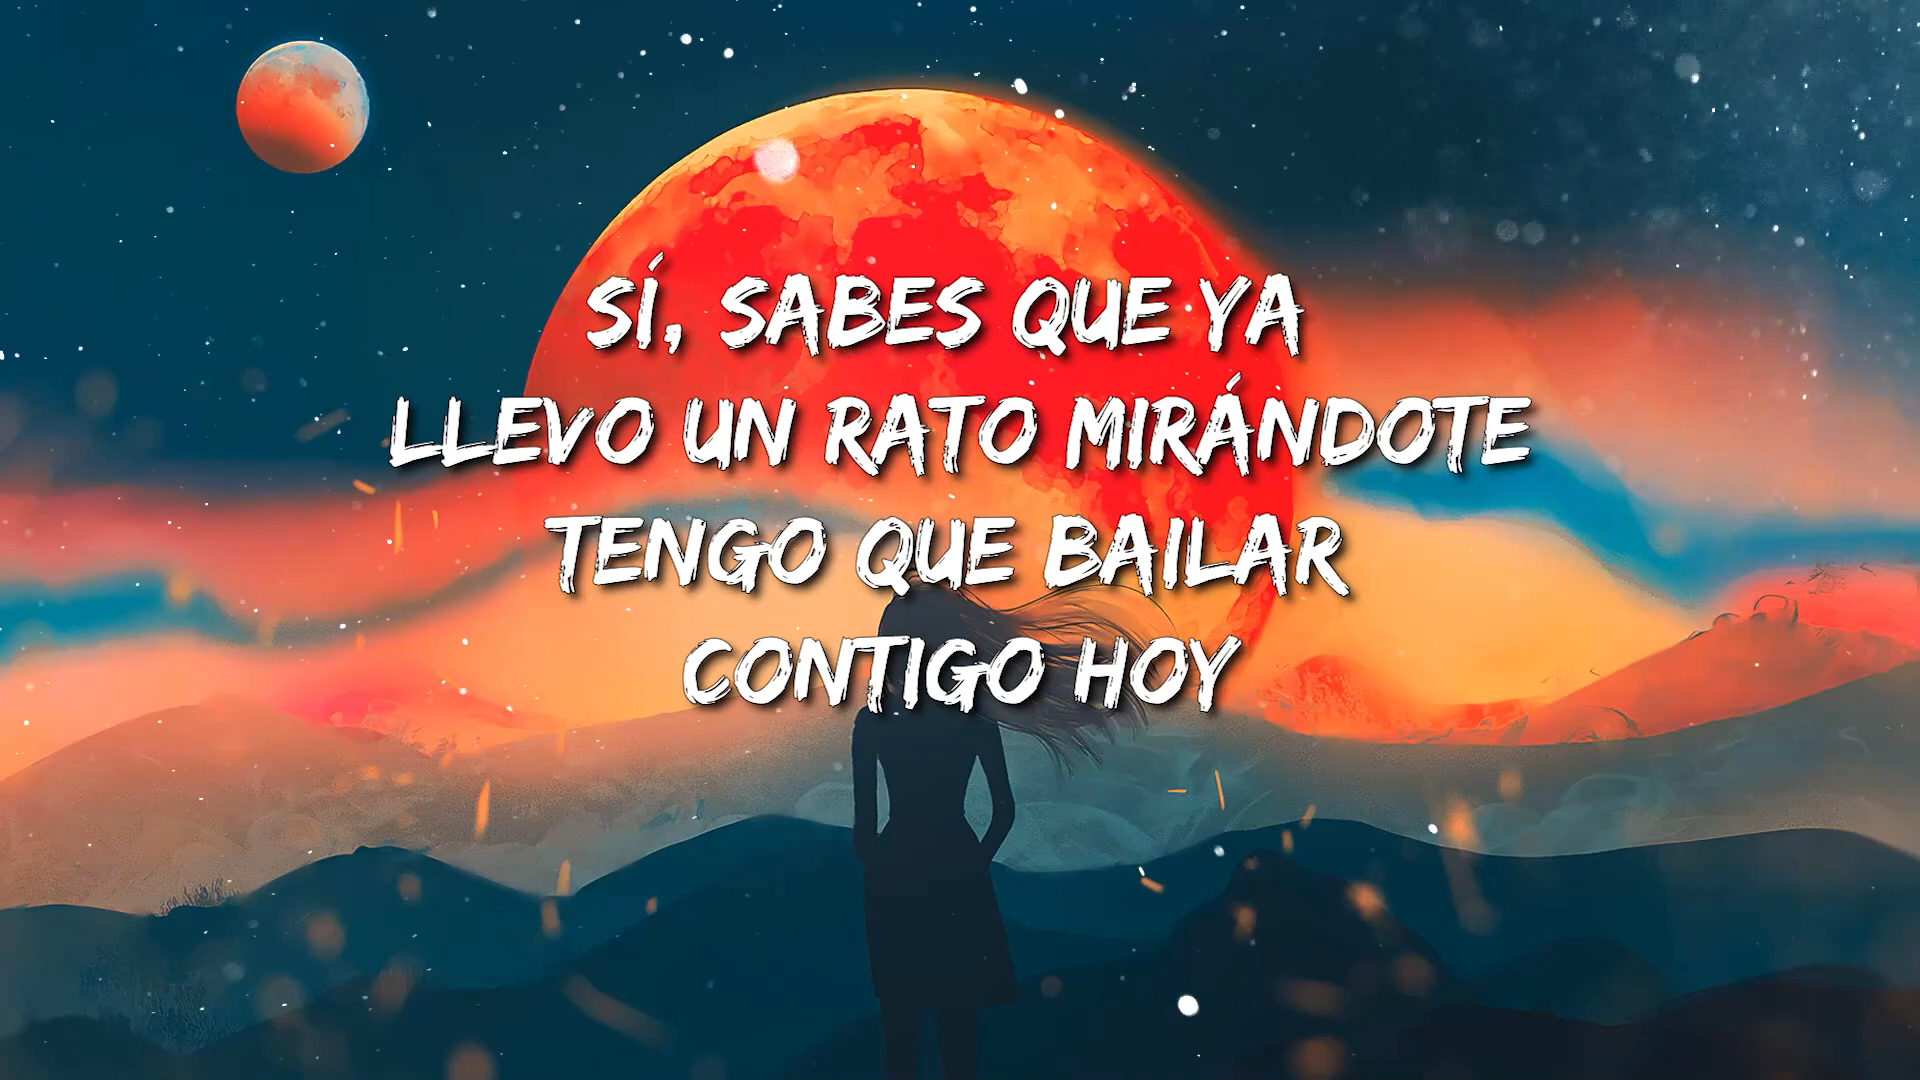 SÍ, SABES QUE YA
LLEVO UN RATO MIRÁNDOTE
TENGO QUE BAILAR
CONTIGO HOY